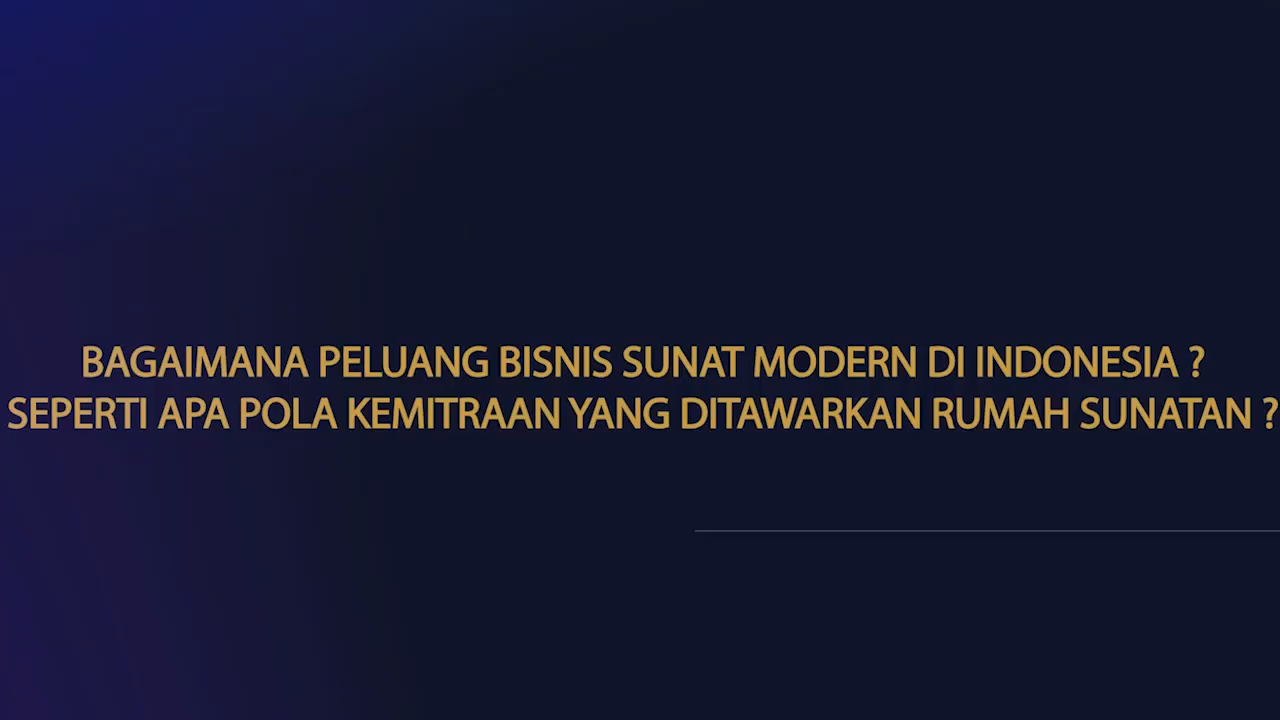 BAGAIMANA PELUANG BISNIS SUNAT MODERN DI INDONESIA ?
SEPERTI APA POLA KEMITRAAN YANG DITAWARKAN RUMAH SUNATAN ?